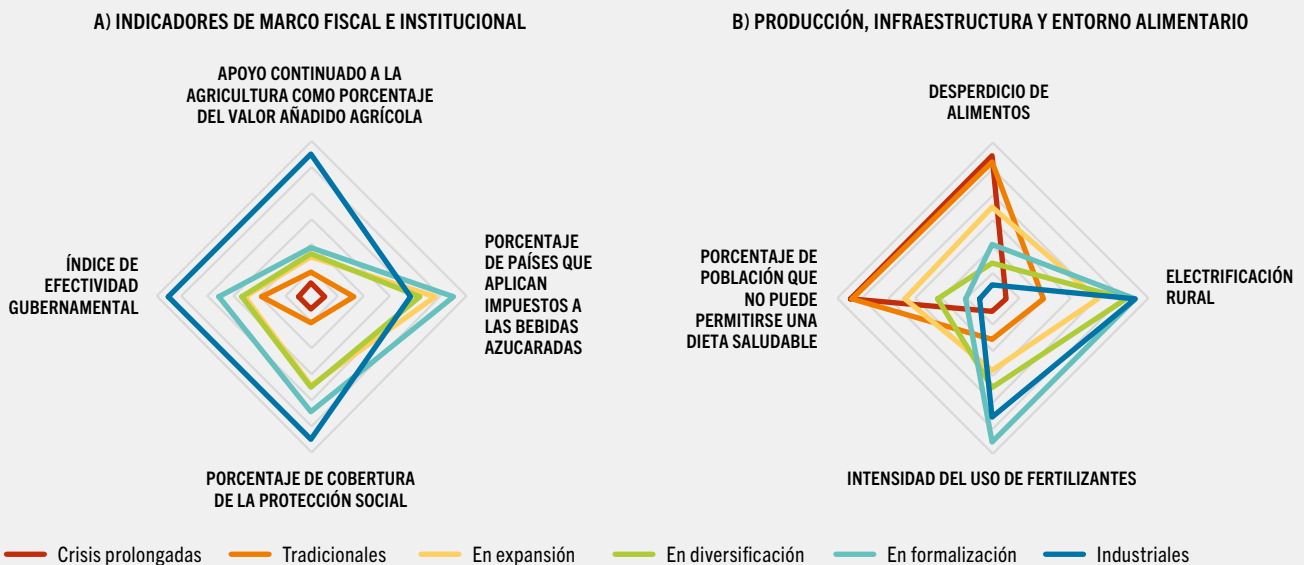 A) INDICADORES DE MARCO FISCAL E INSTITUCIONAL
APOYO CONTINUADO A LA
AGRICULTURA COMO PORCENTAJE
DEL VALOR AÑADIDO AGRÍCOLA
ÍNDICE DE
EFECTIVIDAD
GUBERNAMENTAL
PORCENTAJE
DE PAÍSES QUE
APLICAN
IMPUESTOS A
LAS BEBIDAS
AZUCARADAS
PORCENTAJE DE COBERTURA
DE LA PROTECCIÓN SOCIAL
B) PRODUCCIÓN, INFRAESTRUCTURA Y ENTORNO ALIMENTARIO
DESPERDICIO DE
ALIMENTOS
PORCENTAJE DE
POBLACIÓN QUE
NO PUEDE
PERMITIRSE UNA
DIETA SALUDABLE
ELECTRIFICACIÓN
RURAL
INTENSIDAD DEL USO DE FERTILIZANTES
Crisis prolongadas
Tradicionales
En expansión
En diversificación
En formalización
Industriales